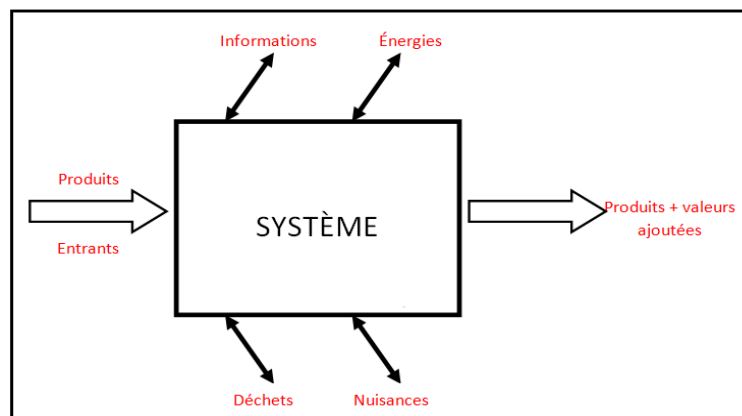 Informations
Énergies
Produits
Entrants
SYSTÈME
Produits + valeurs
ajoutées
Déchets
Nuisances